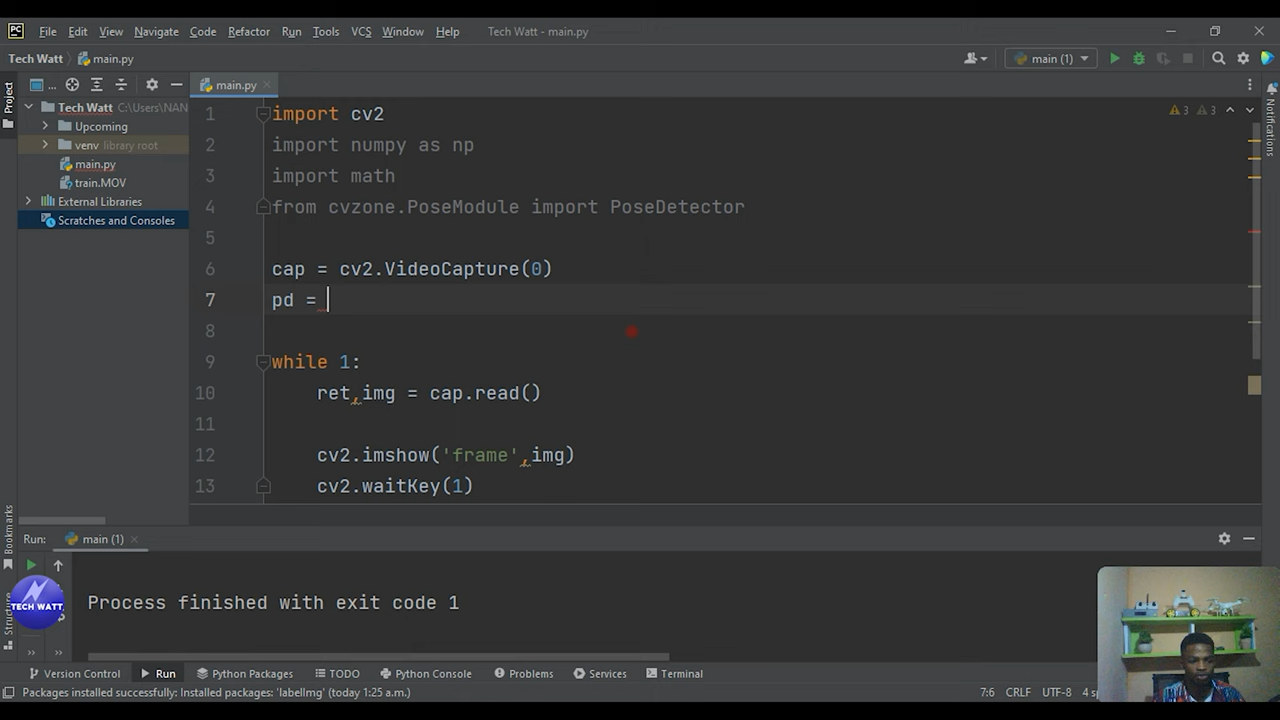 PC File Edit View Navigate Code Refactor Run Tools VCS Window Help Tech Watt - main.py
Tech Watt main.py main (1)
Project ... main.py
Tech Watt C:\Users\NAN
Upcoming
venv library root
main.py
train.MOV
External Libraries
Scratches and Consoles
1 import cv2
2 import numpy as np
3 import math
4 from cvzone.PoseModule import PoseDetector
5
6 cap = cv2.VideoCapture(0)
7 pd =
8
9 while 1:
10 ret,img = cap.read()
11
12 cv2.imshow('frame',img)
13 cv2.waitKey(1)
3 3
Notifications
Bookmarks
Structure
Run: main (1)
TECH WATT
Process finished with exit code 1
Version Control Run Python Packages TODO Python Console Problems Services Terminal
Packages installed successfully: Installed packages: 'labelImg' (today 1:25 a.m.) 7:6 CRLF UTF-8